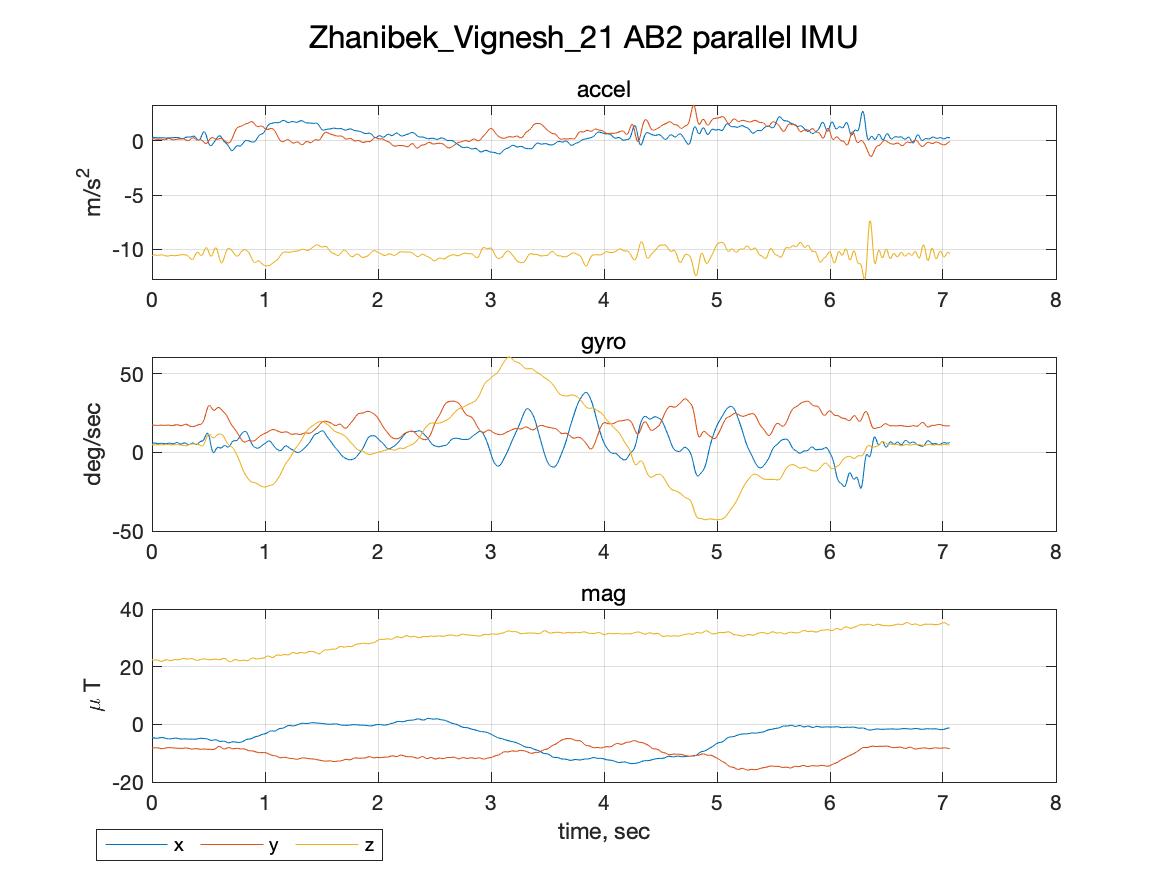 Zhanibek_Vignesh_21 AB2 parallel IMU
accel
m/s2
0
-5
-10
0 1 2 3 4 5 6 7 8
gyro
deg/sec
50
0
-50
0 1 2 3 4 5 6 7 8
mag
μ T
40
20
0
-20
0 1 2 3 4 5 6 7 8
time, sec
x y z